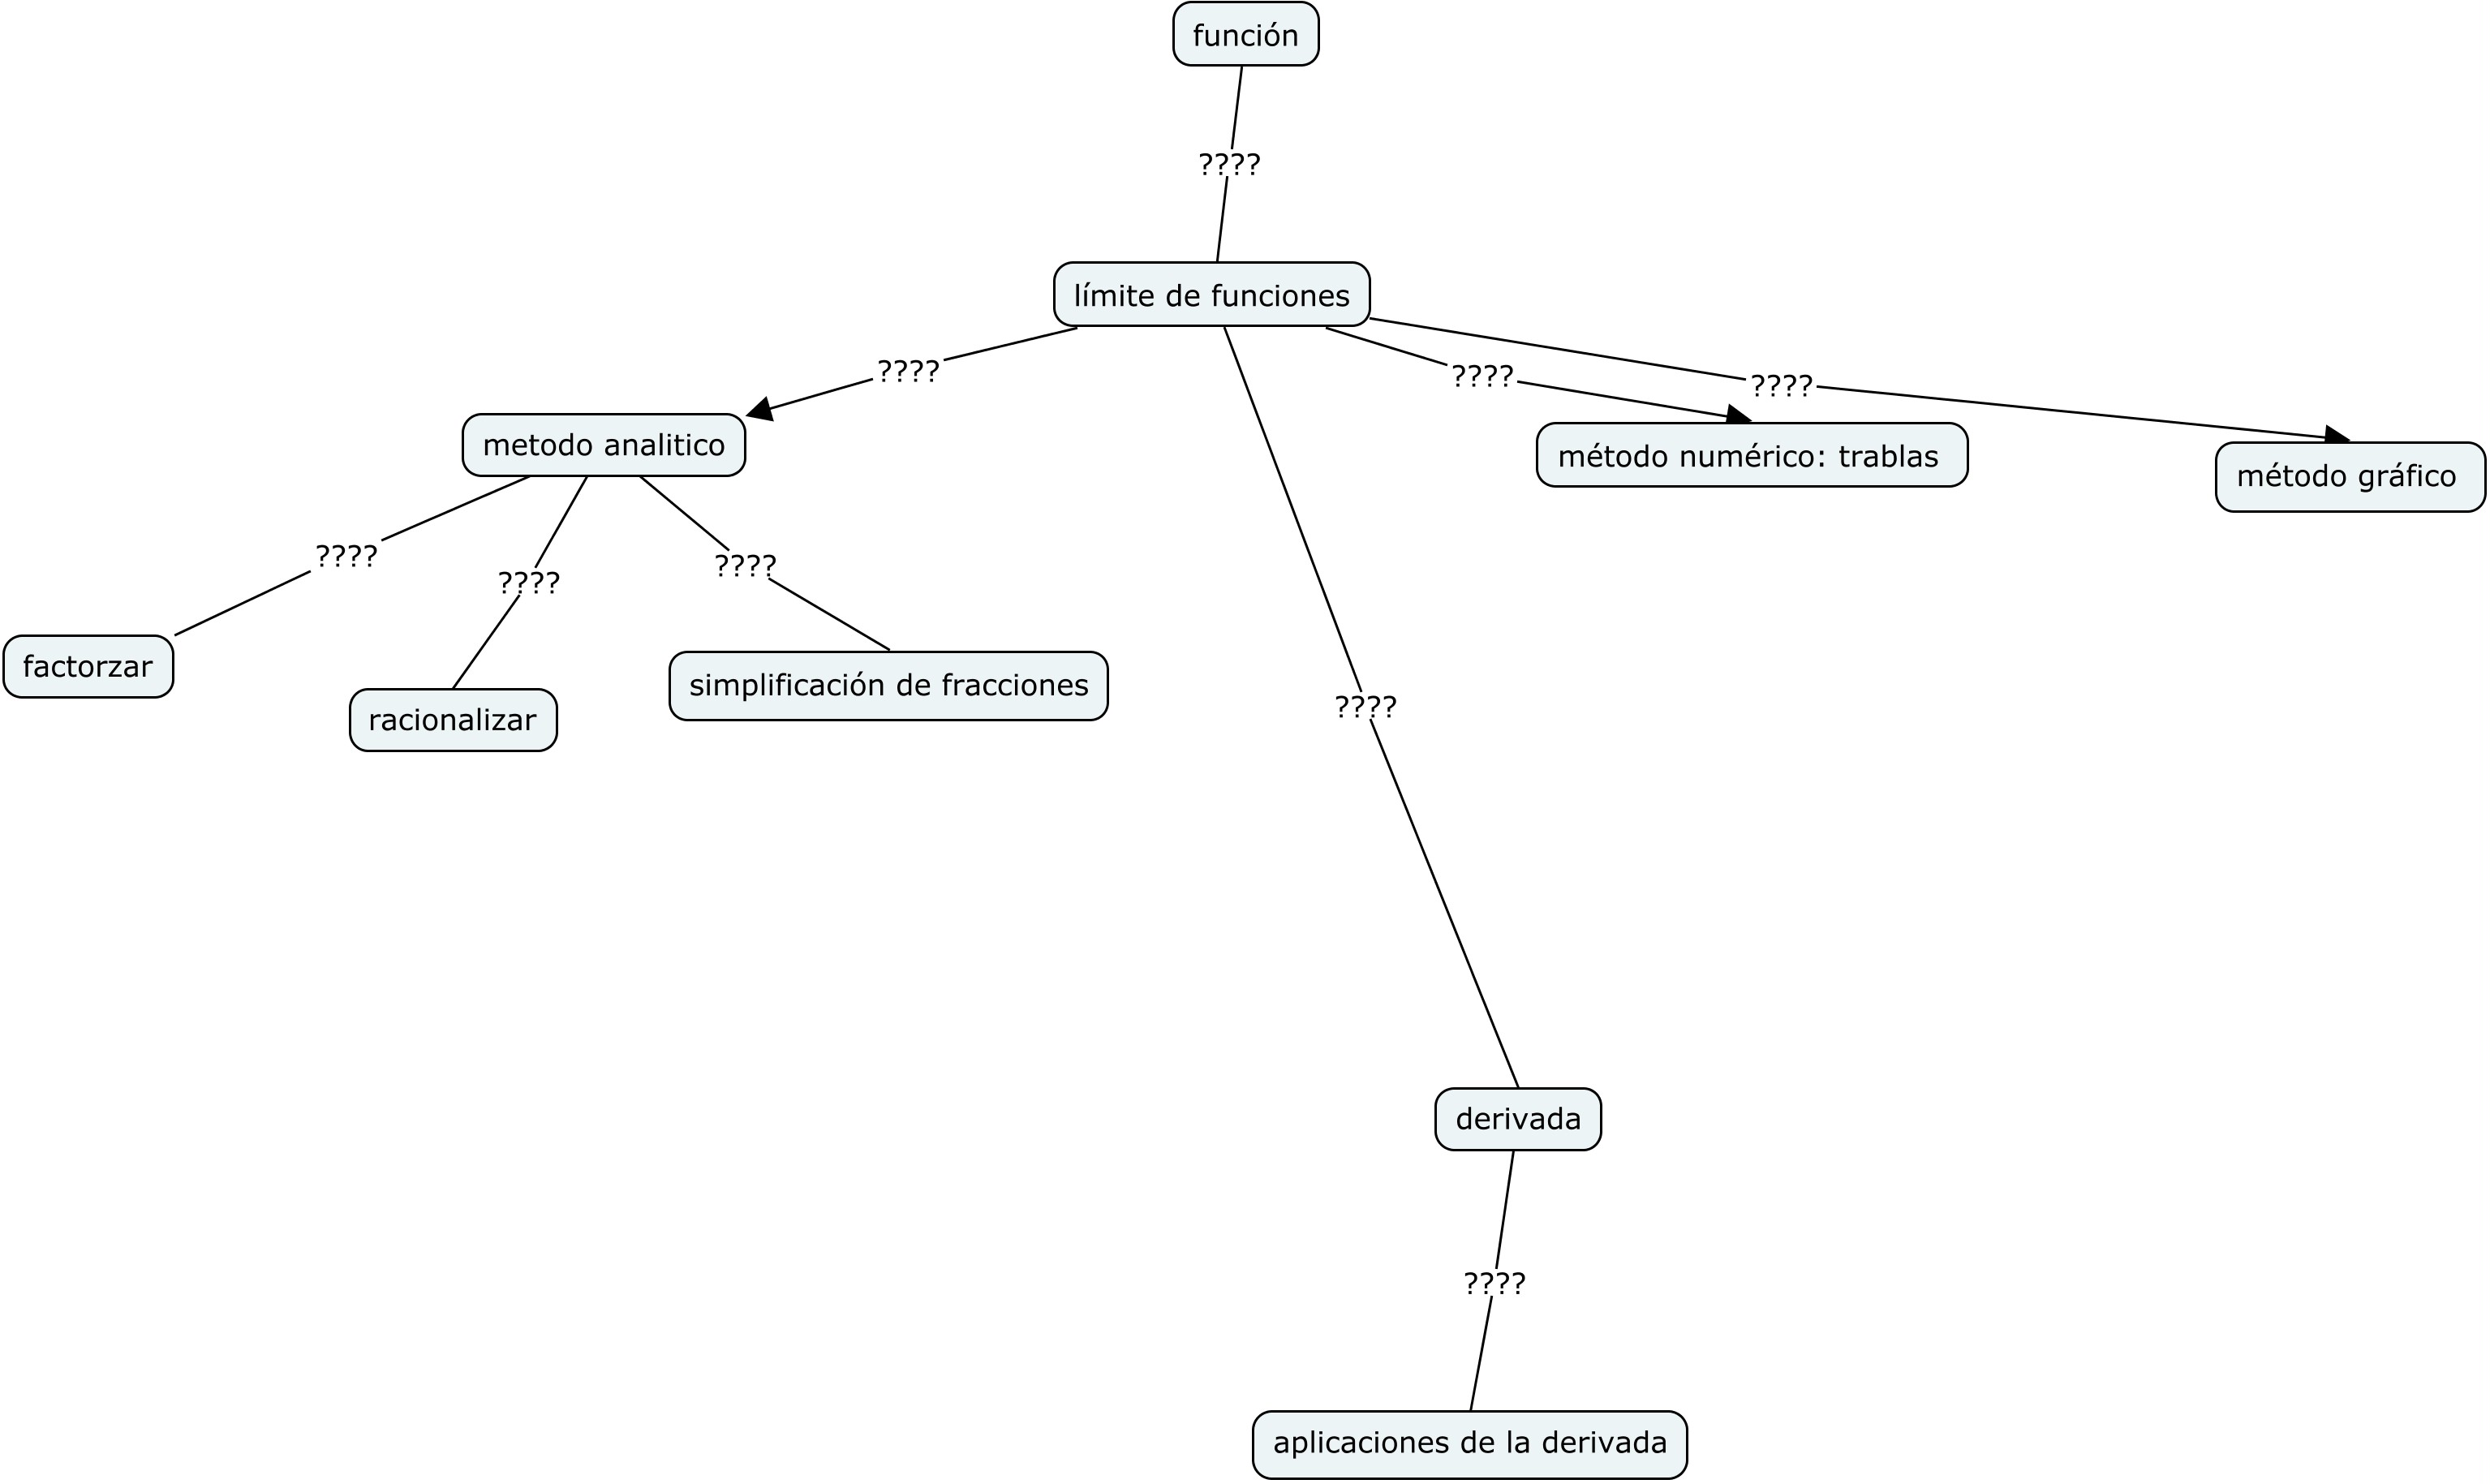 función
????
límite de funciones
????
????
????
metodo analitico
método numérico: trablas
método gráfico
????
????
????
factorzar
racionalizar
simplificación de fracciones
????
derivada
????
aplicaciones de la derivada